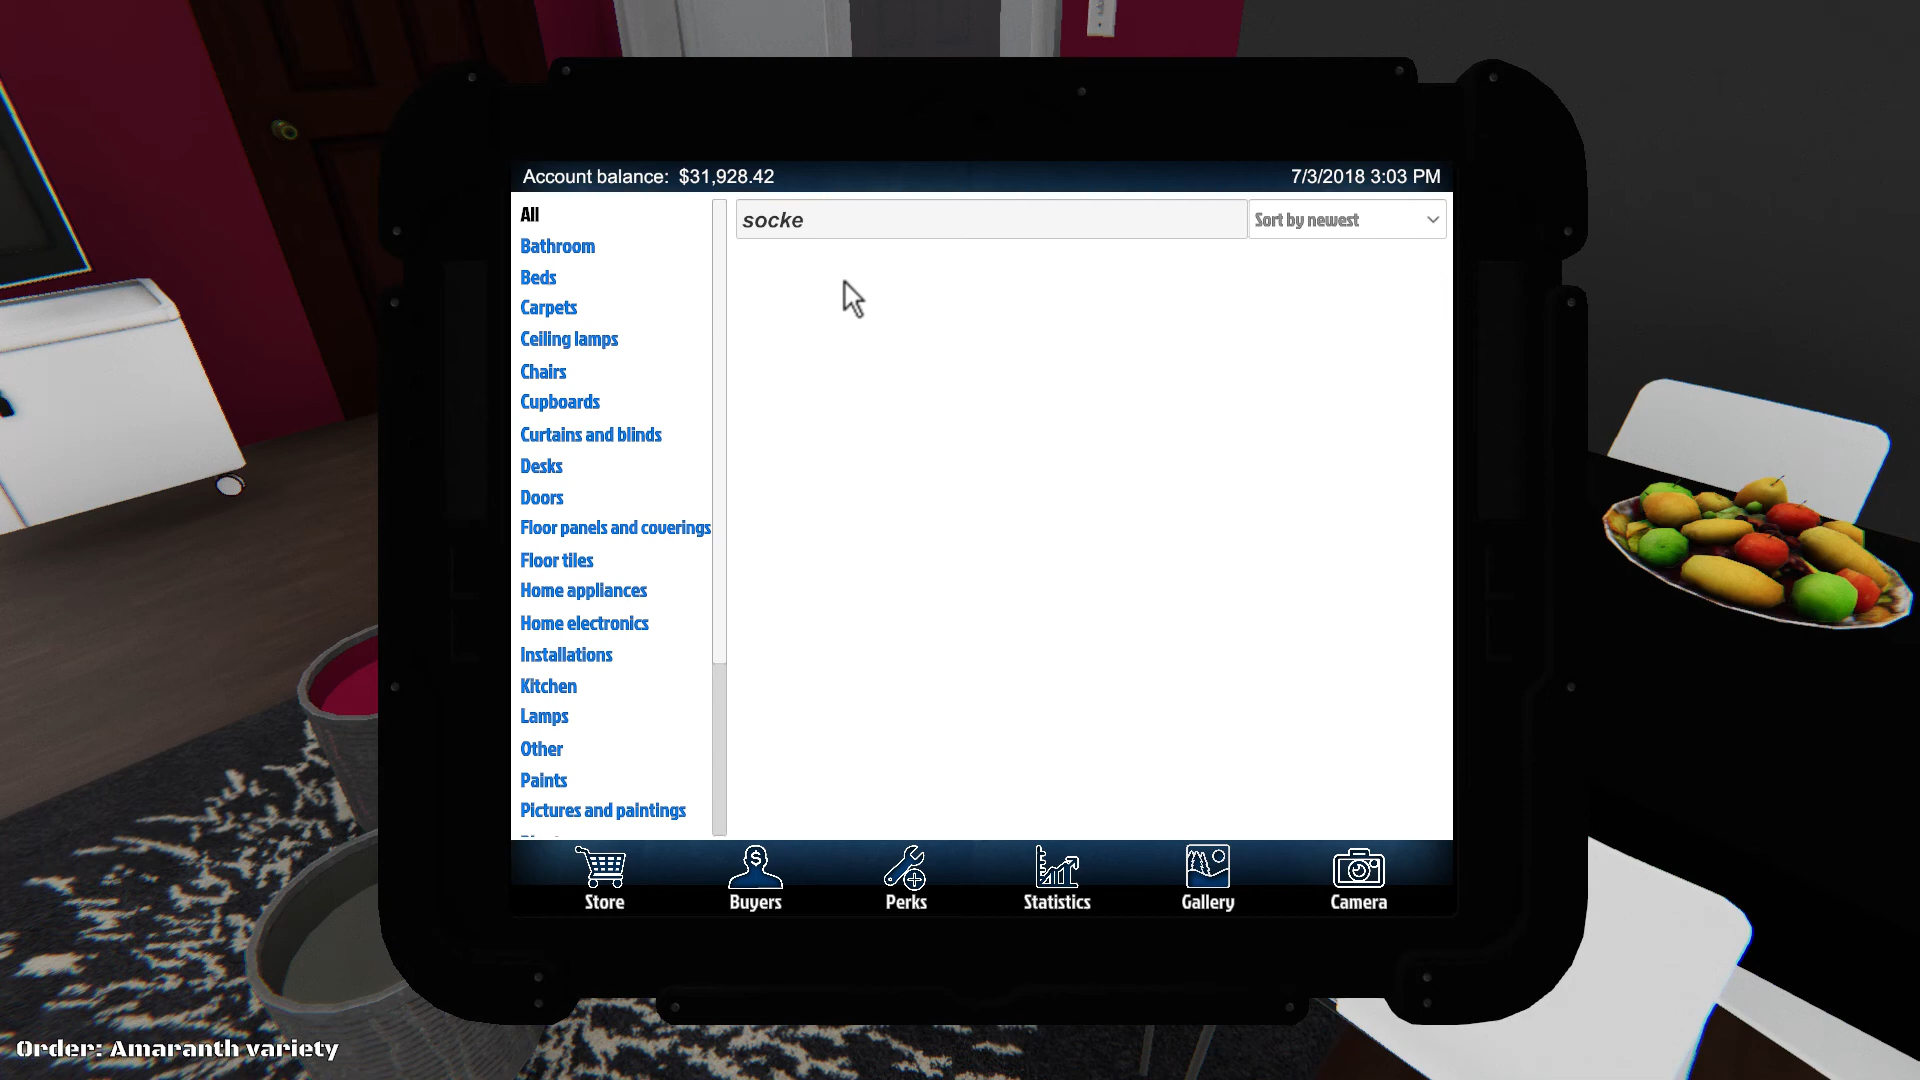 Account balance: $31,928.42
7/3/2018 3:03 PM
All
Bathroom
Beds
Carpets
Ceiling lamps
Chairs
Cupboards
Curtains and blinds
Desks
Doors
Floor panels and coverings
Floor tiles
Home appliances
Home electronics
Installations
Kitchen
Lamps
Other
Paints
Pictures and paintings
socke
Sort by newest
Store
Buyers
Perks
Statistics
Gallery
Camera
Order: Amaranth variety